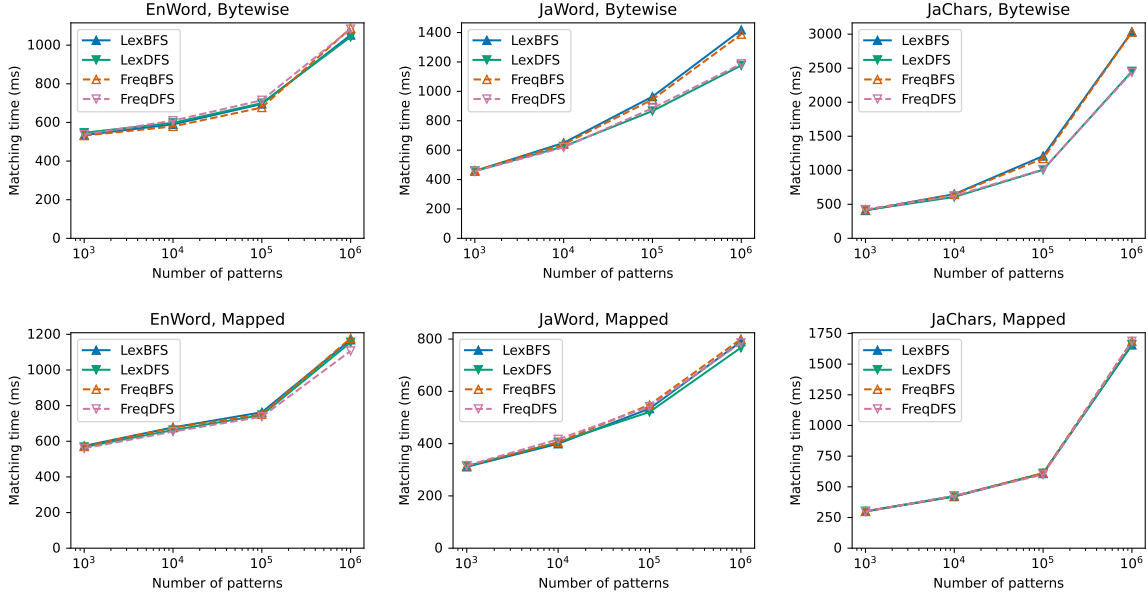 EnWord, Bytewise
Matching time (ms)
1000
800
600
400
200
0
LexBFS
LexDFS
FreqBFS
FreqDFS
10³ 10⁴ 10⁵ 10⁶
Number of patterns
JaWord, Bytewise
Matching time (ms)
1400
1200
1000
800
600
400
200
0
LexBFS
LexDFS
FreqBFS
FreqDFS
10³ 10⁴ 10⁵ 10⁶
Number of patterns
JaChars, Bytewise
Matching time (ms)
3000
2500
2000
1500
1000
500
0
LexBFS
LexDFS
FreqBFS
FreqDFS
10³ 10⁴ 10⁵ 10⁶
Number of patterns
EnWord, Mapped
Matching time (ms)
1200
1000
800
600
400
200
0
LexBFS
LexDFS
FreqBFS
FreqDFS
10³ 10⁴ 10⁵ 10⁶
Number of patterns
JaWord, Mapped
Matching time (ms)
800
600
400
200
0
LexBFS
LexDFS
FreqBFS
FreqDFS
10³ 10⁴ 10⁵ 10⁶
Number of patterns
JaChars, Mapped
Matching time (ms)
1750
1500
1250
1000
750
500
250
0
LexBFS
LexDFS
FreqBFS
FreqDFS
10³ 10⁴ 10⁵ 10⁶
Number of patterns